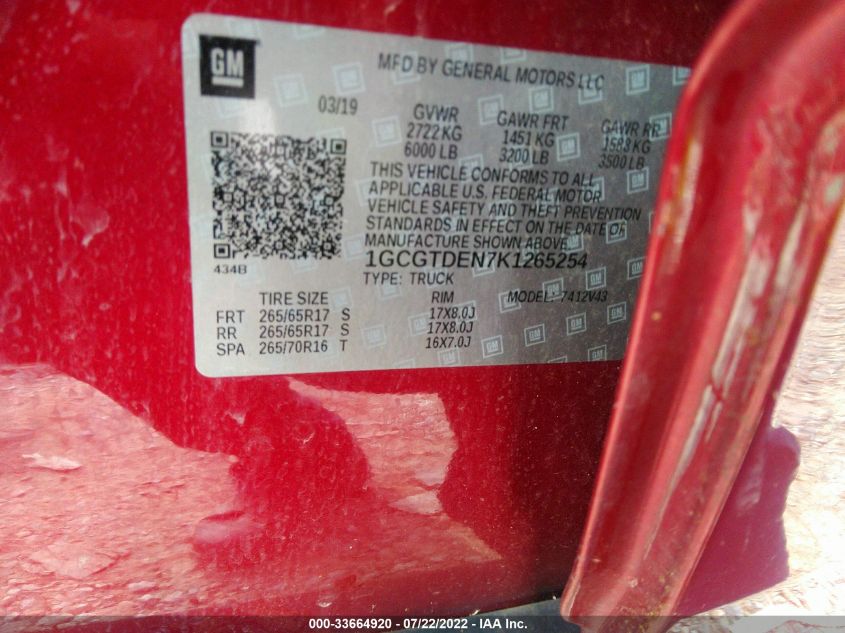 GM
MFD BY GENERAL MOTORS LLC
03/19
GVWR GAWR FRT GAWR RR
2722 KG 1451 KG 1588 KG
6000 LB 3200 LB 3500 LB
THIS VEHICLE CONFORMS TO ALL
APPLICABLE U.S. FEDERAL MOTOR
VEHICLE SAFETY AND THEFT PREVENTION
STANDARDS IN EFFECT ON THE DATE OF
MANUFACTURE SHOWN ABOVE.
1GCGTDEN7K1265254
434B
TYPE: TRUCK
TIRE SIZE RIM MODEL: 7412V43
FRT 265/65R17 S 17X8.0J
RR 265/65R17 S 17X8.0J
SPA 265/70R16 T 16X7.0J
000-33664920 - 07/22/2022 - IAA Inc.